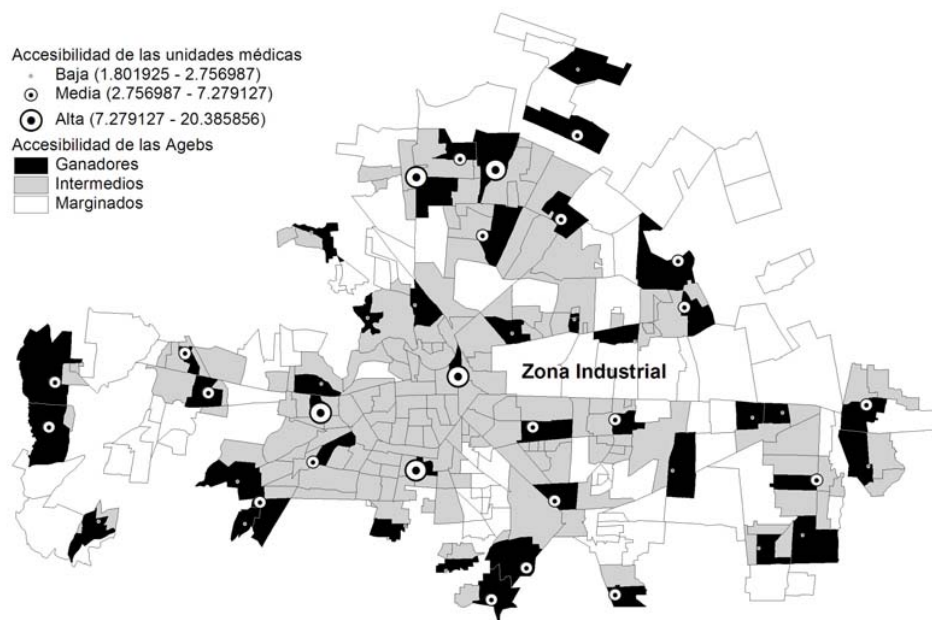 Accesibilidad de las unidades médicas
Baja (1.801925 - 2.756987)
Media (2.756987 - 7.279127)
Alta (7.279127 - 20.385856)
Accesibilidad de las Agebs
Ganadores
Intermedios
Marginados
Zona Industrial